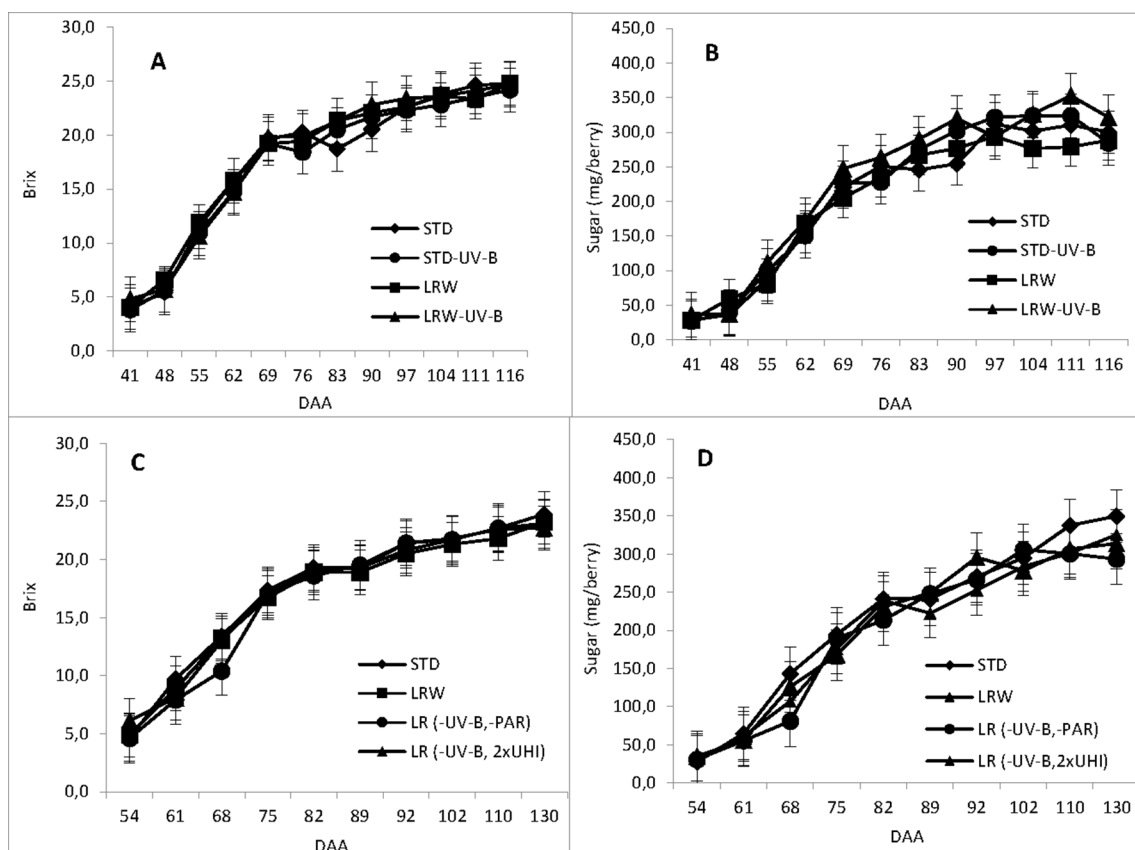 A
Brix
30,0
25,0
20,0
15,0
10,0
5,0
0,0
STD
STD-UV-B
LRW
LRW-UV-B
41 48 55 62 69 76 83 90 97 104 111 116
DAA
B
Sugar (mg/berry)
450,0
400,0
350,0
300,0
250,0
200,0
150,0
100,0
50,0
0,0
STD
STD-UV-B
LRW
LRW-UV-B
41 48 55 62 69 76 83 90 97 104 111 116
DAA
C
Brix
30,0
25,0
20,0
15,0
10,0
5,0
0,0
STD
LRW
LR (-UV-B,-PAR)
LR (-UV-B, 2xUHI)
54 61 68 75 82 89 92 102 110 130
DAA
D
Sugar (mg/berry)
450,0
400,0
350,0
300,0
250,0
200,0
150,0
100,0
50,0
0,0
STD
LRW
LR (-UV-B,-PAR)
LR (-UV-B,2xUHI)
54 61 68 75 82 89 92 102 110 130
DAA